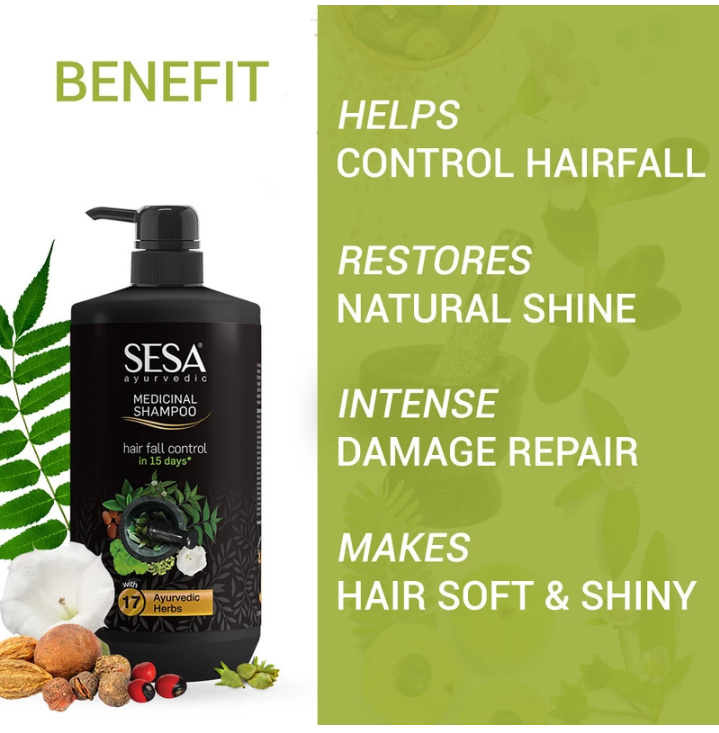 BENEFIT
HELPS
CONTROL HAIRFALL
RESTORES
NATURAL SHINE
INTENSE
DAMAGE REPAIR
MAKES
HAIR SOFT & SHINY
SESA®
ayurvedic
MEDICINAL
SHAMPOO
hair fall control
in 15 days*
with
17
Ayurvedic
Herbs